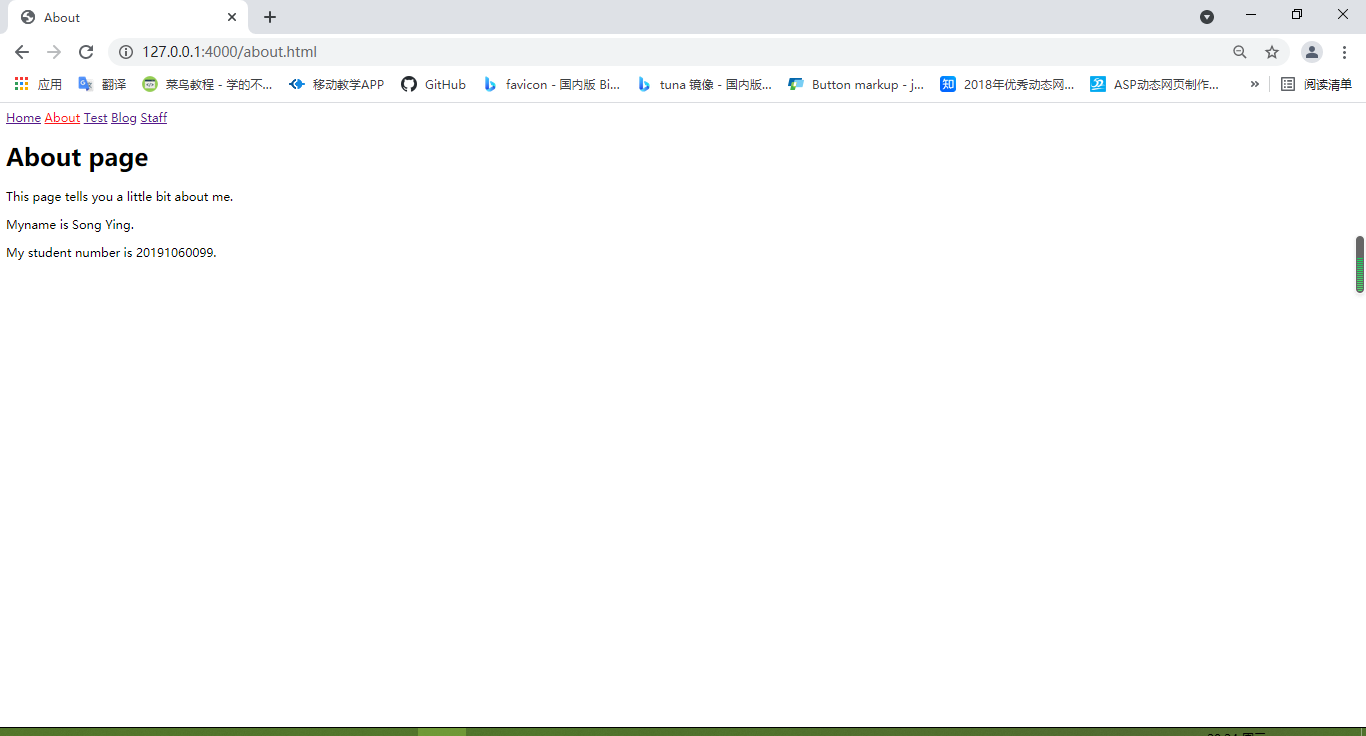 About
127.0.0.1:4000/about.html
应用 翻译 菜鸟教程 - 学的不... 移动教学APP GitHub favicon - 国内版 Bi... tuna 镜像 - 国内版... Button markup - j... 知 2018年优秀动态网... ASP动态网页制作... » 阅读清单
Home About Test Blog Staff
About page
This page tells you a little bit about me.
Myname is Song Ying.
My student number is 20191060099.